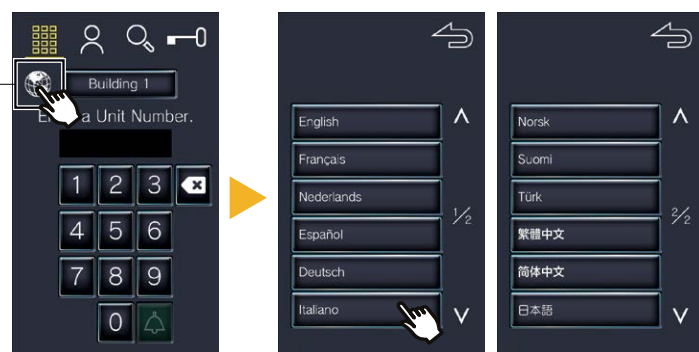 Building 1
Enter a Unit Number.
1 2 3
4 5 6
7 8 9
0
English
Français
Nederlands
Español
Deutsch
Italiano
1/2
Norsk
Suomi
Türk
繁體中文
简体中文
日本語
2/2